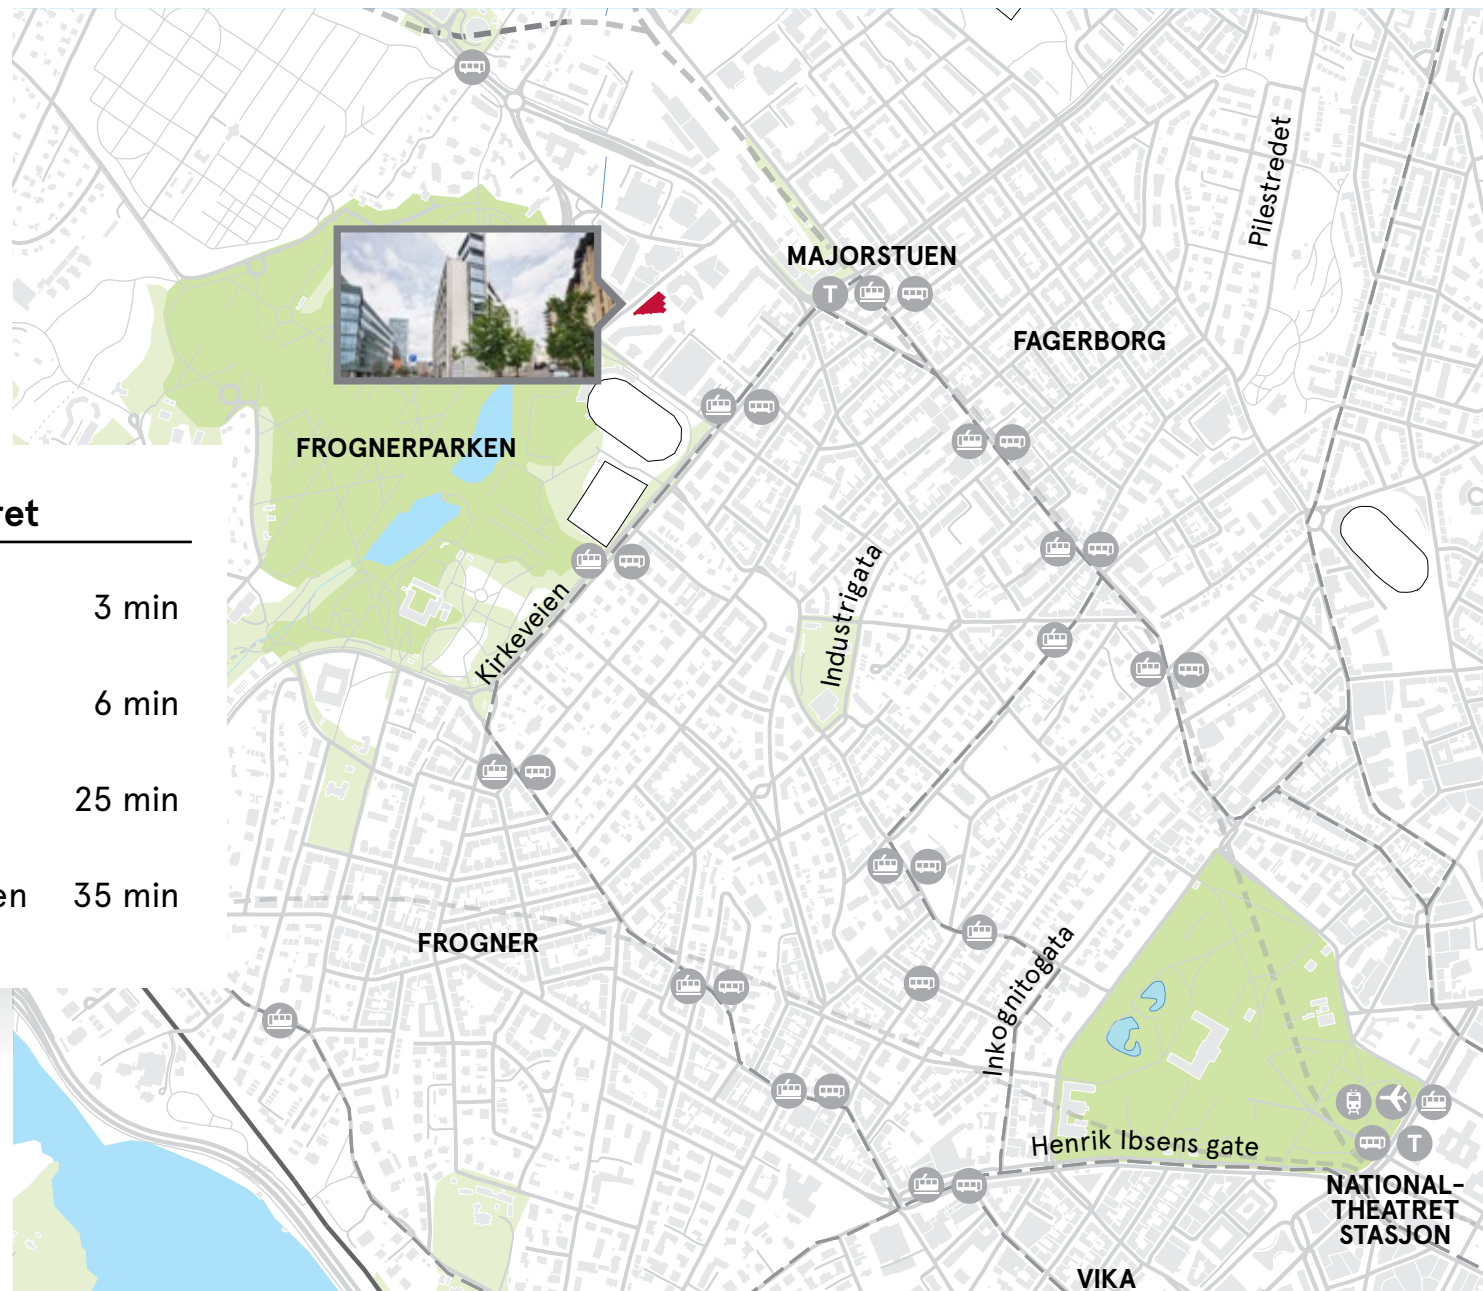 MAJORSTUEN
T
Pilestredet
FAGERBORG
FROGNERPARKEN
ret
3 min
6 min
25 min
en 35 min
Industrigata
Kirkeveien
FROGNER
Inkognitogata
Henrik Ibsens gate
T
NATIONAL-
THEATRET
STASJON
VIKA